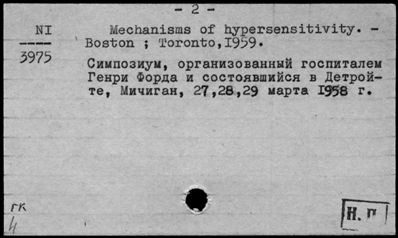 - 2 -
NI Mechanisms of hypersensitivity. -
Boston ; Toronto, 1959.
3975
Симпозиум, организованный госпиталем
Генри Форда и состоявшийся в Детрой-
те, Мичиган, 27,28,29 марта 1958 г.
гк
4
Н. П.